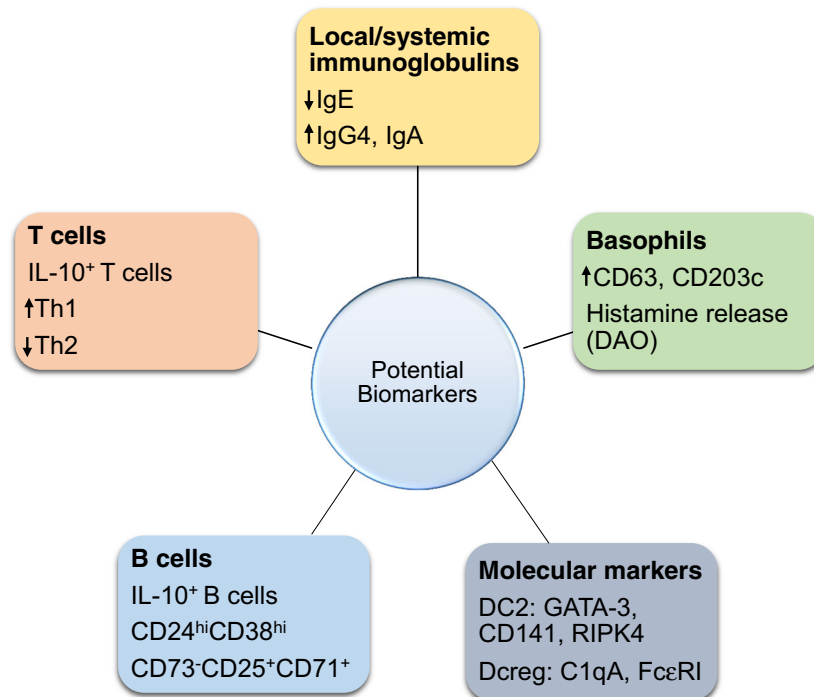 Local/systemic
immunoglobulins
↓IgE
↑IgG4, IgA
T cells
IL-10⁺ T cells
↑Th1
↓Th2
Basophils
↑CD63, CD203c
Histamine release
(DAO)
Potential
Biomarkers
B cells
IL-10⁺ B cells
CD24ʰⁱCD38ʰⁱ
CD73⁻CD25⁺CD71⁺
Molecular markers
DC2: GATA-3,
CD141, RIPK4
Dcreg: C1qA, FcεRI